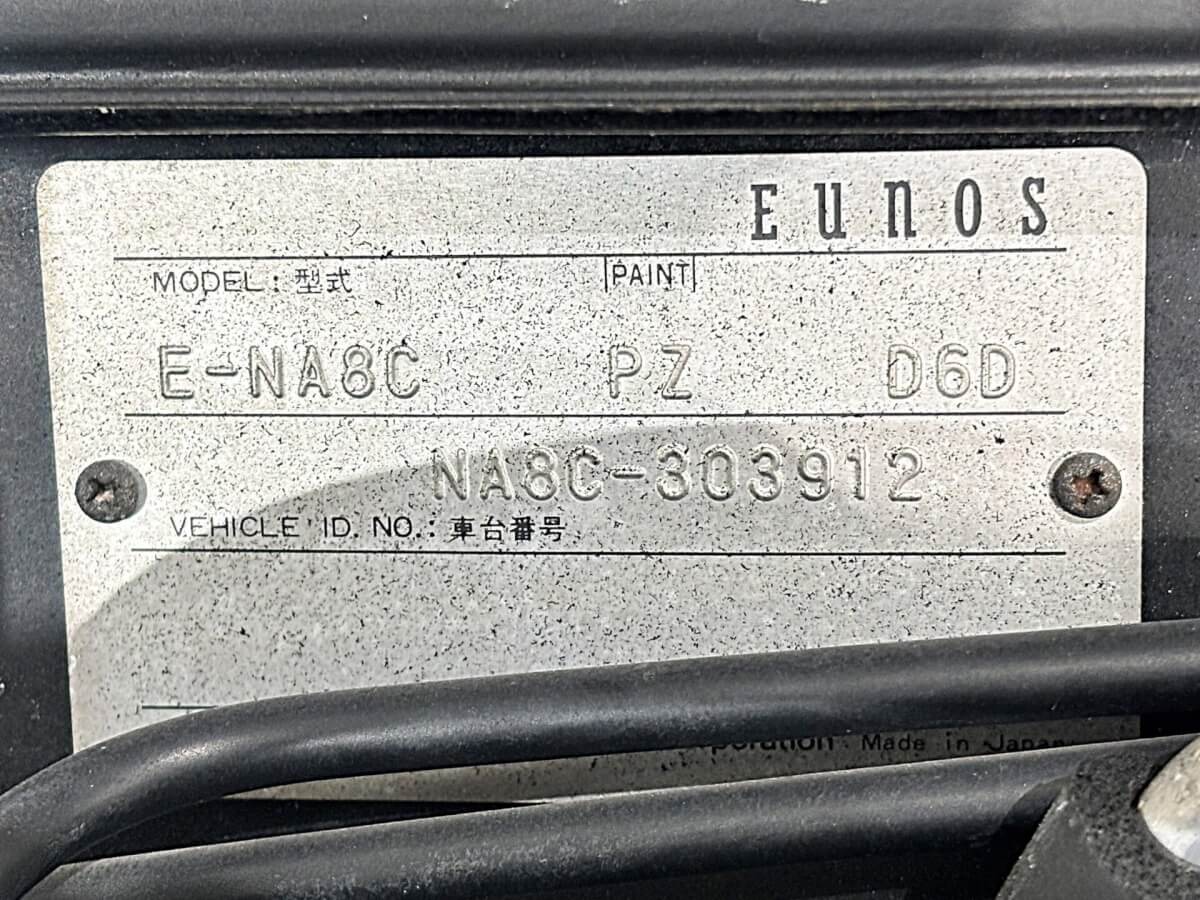 Eunos
MODEL : 型式 PAINT
E-NA8C PZ D6D
NA8C-303912
VEHICLE ID. NO. : 車台番号
Made in Japan